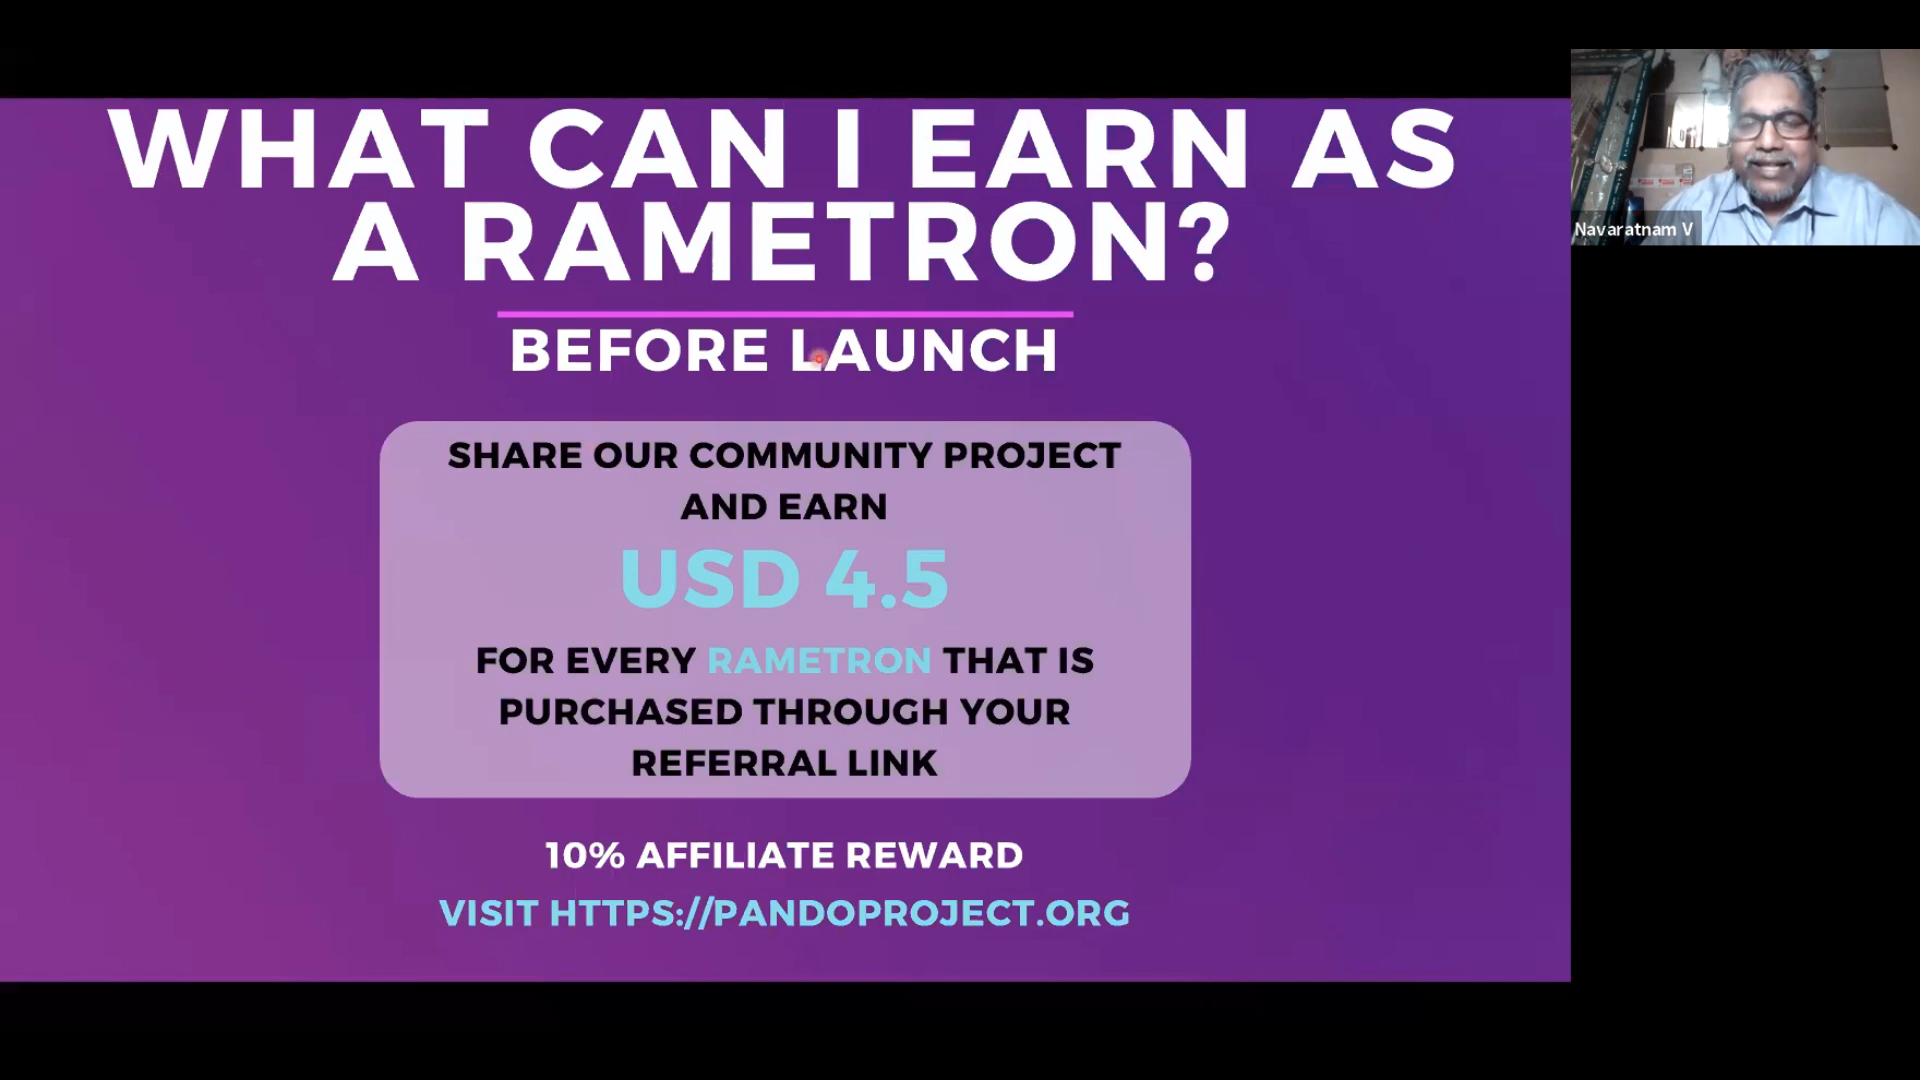 WHAT CAN I EARN AS
A RAMETRON?
BEFORE LAUNCH
SHARE OUR COMMUNITY PROJECT
AND EARN
USD 4.5
FOR EVERY RAMETRON THAT IS
PURCHASED THROUGH YOUR
REFERRAL LINK
10% AFFILIATE REWARD
VISIT HTTPS://PANDOPROJECT.ORG
Navaratnam V